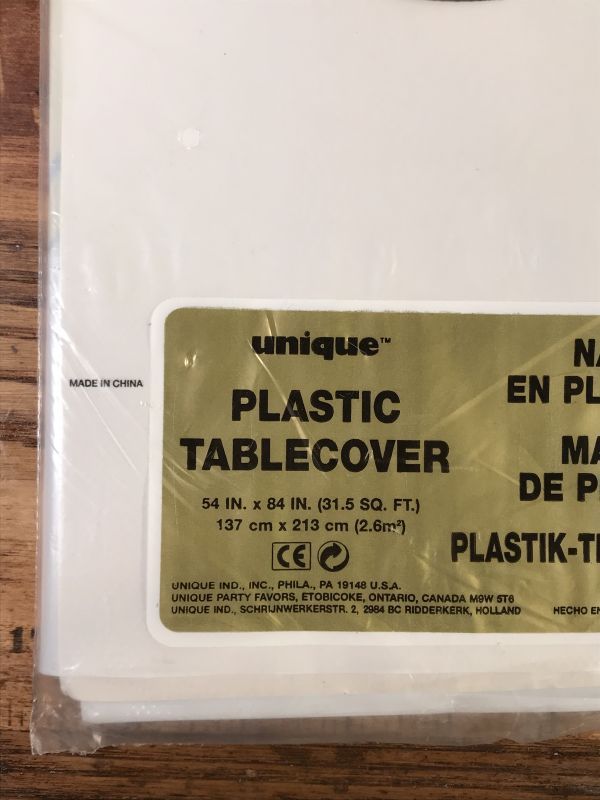 unique™
PLASTIC
TABLECOVER
54 IN. x 84 IN. (31.5 SQ. FT.)
137 cm x 213 cm (2.6m²)
CE
UNIQUE IND., INC., PHILA., PA 19148 U.S.A.
UNIQUE PARTY FAVORS, ETOBICOKE, ONTARIO, CANADA M9W 5T6
UNIQUE IND., SCHRIJNWERKERSTR. 2, 2984 BC RIDDERKERK, HOLLAND
MADE IN CHINA
NA
EN PL
MA
DE P
PLASTIK-TI
HECHO EN